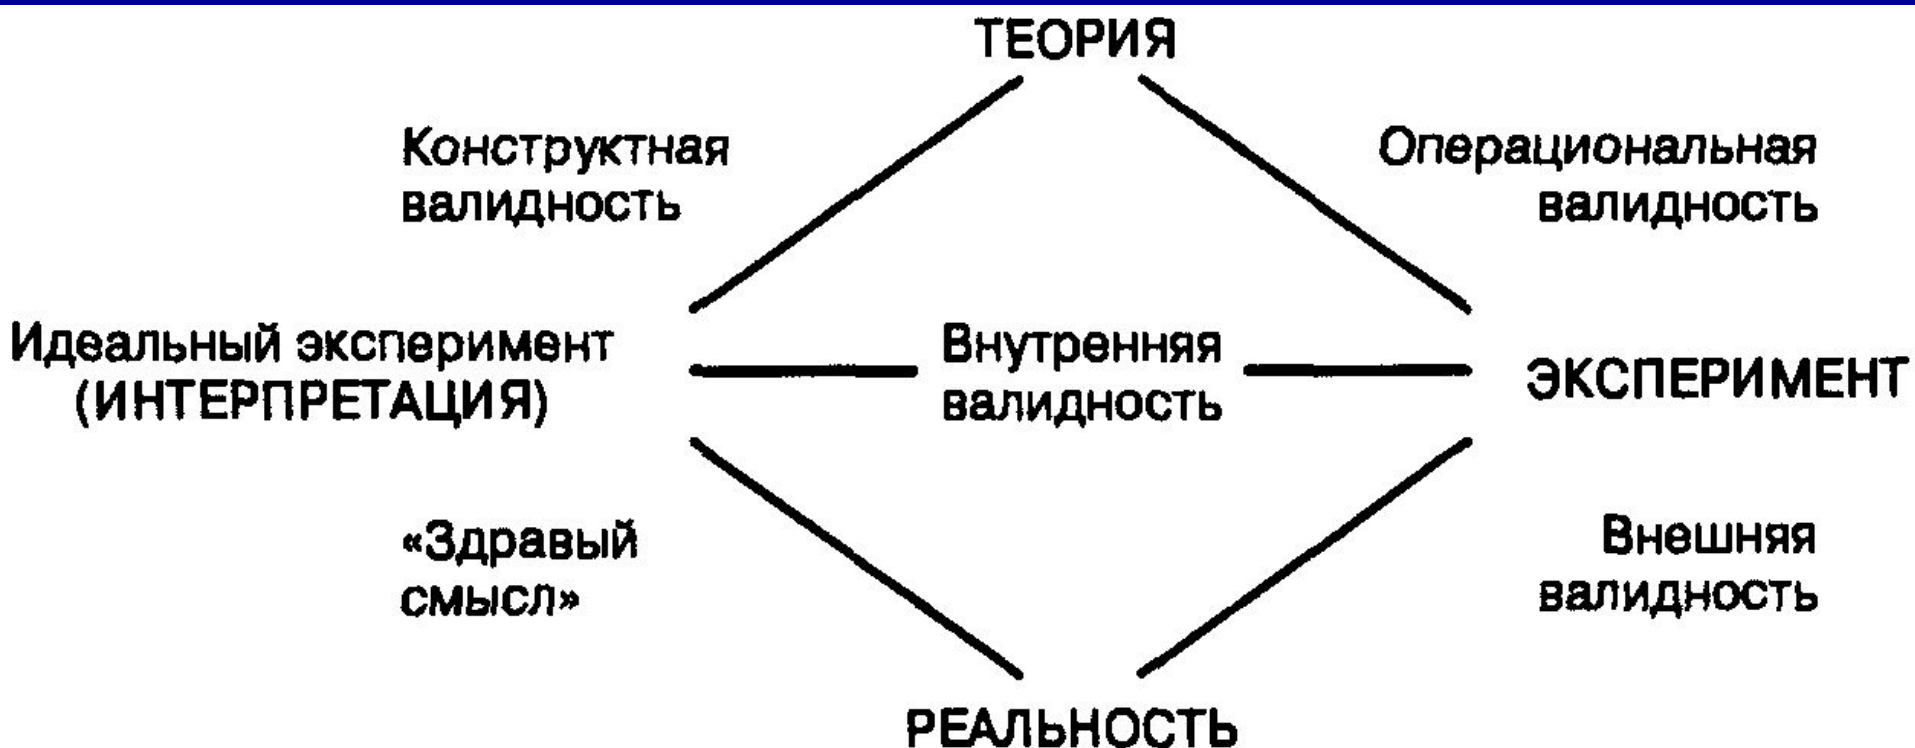 ТЕОРИЯ
Конструктная
валидность
Операциональная
валидность
Идеальный эксперимент
(ИНТЕРПРЕТАЦИЯ)
Внутренняя
валидность
ЭКСПЕРИМЕНТ
«Здравый
смысл»
Внешняя
валидность
РЕАЛЬНОСТЬ